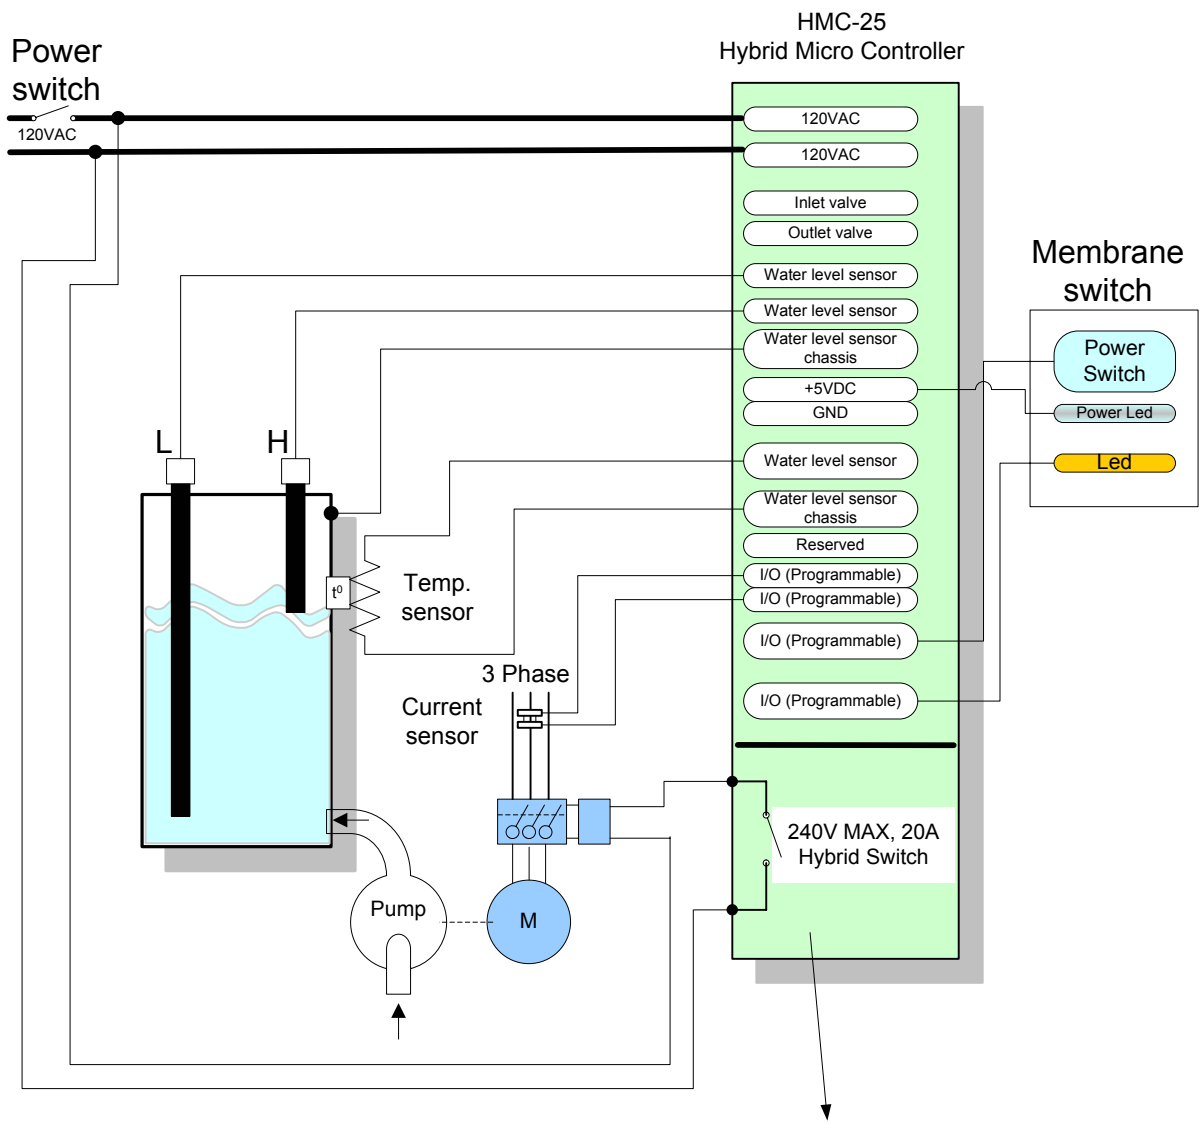 HMC-25
Hybrid Micro Controller
Power
switch
120VAC
120VAC
120VAC
Inlet valve
Outlet valve
Water level sensor
Water level sensor
Water level sensor
chassis
+5VDC
GND
Water level sensor
Water level sensor
chassis
Reserved
I/O (Programmable)
I/O (Programmable)
I/O (Programmable)
I/O (Programmable)
240V MAX, 20A
Hybrid Switch
Membrane
switch
Power
Switch
Power Led
Led
L
H
t⁰
Temp.
sensor
3 Phase
Current
sensor
Pump
M